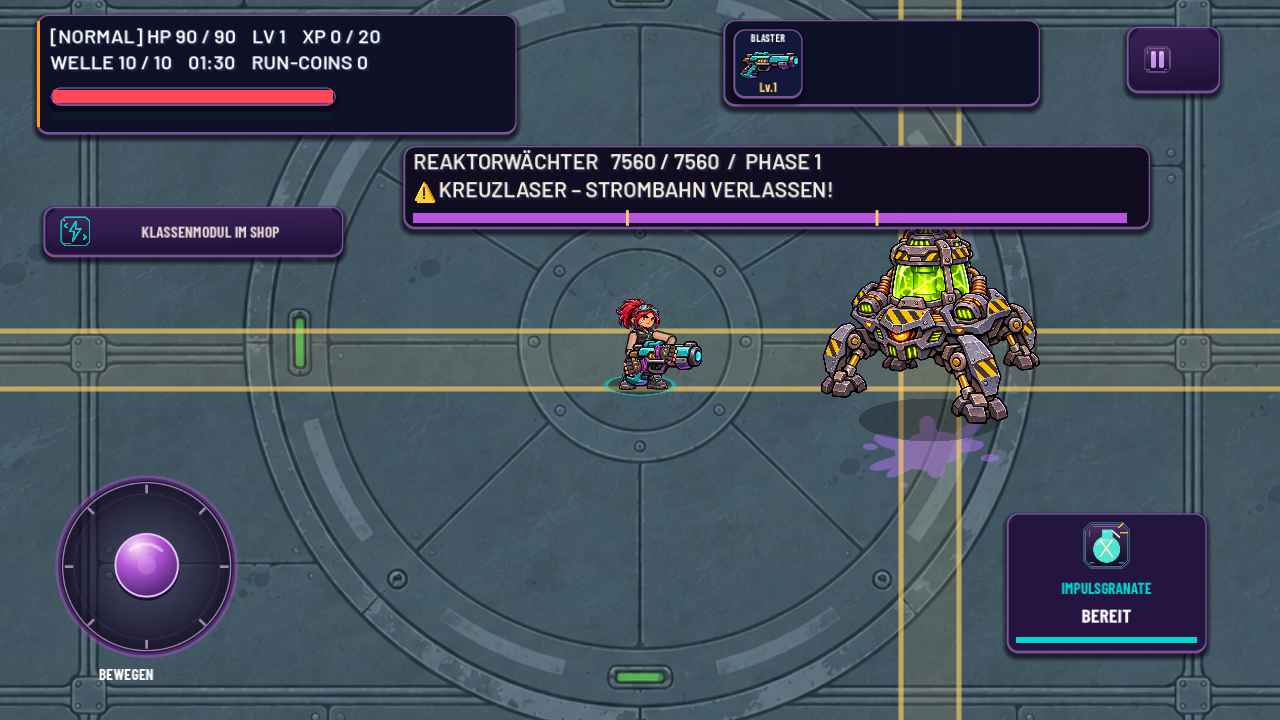 [NORMAL] HP 90 / 90 LV 1 XP 0 / 20
WELLE 10 / 10 01:30 RUN-COINS 0
BLASTER
Lv.1
REAKTORWÄCHTER 7560 / 7560 / PHASE 1
⚠️KREUZLASER – STROMBAHN VERLASSEN!
KLASSENMODUL IM SHOP
IMPULSGRANATE
BEREIT
BEWEGEN